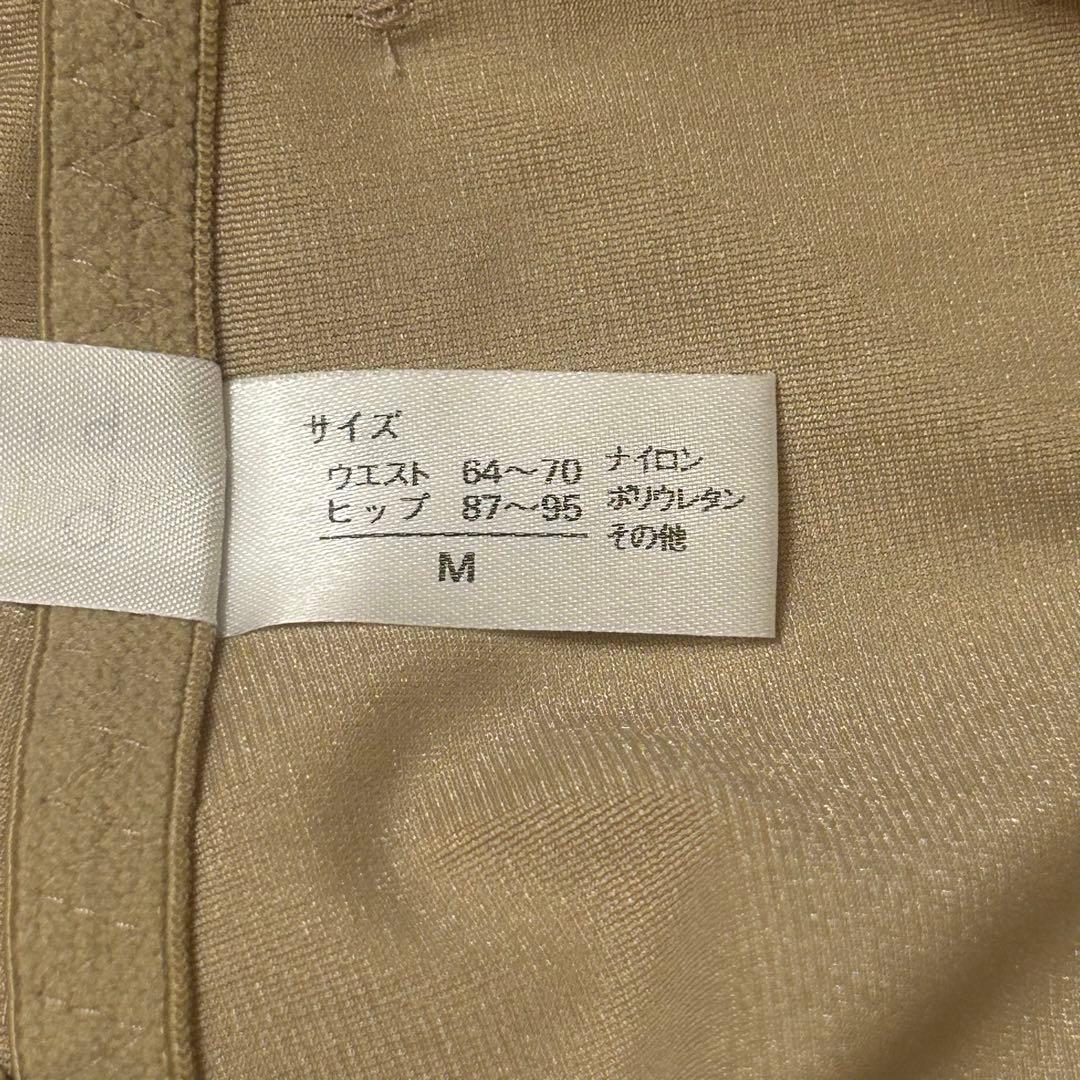 サイズ
ウエスト 64〜70
ヒップ 87〜95
M
ナイロン
ポリウレタン
その他